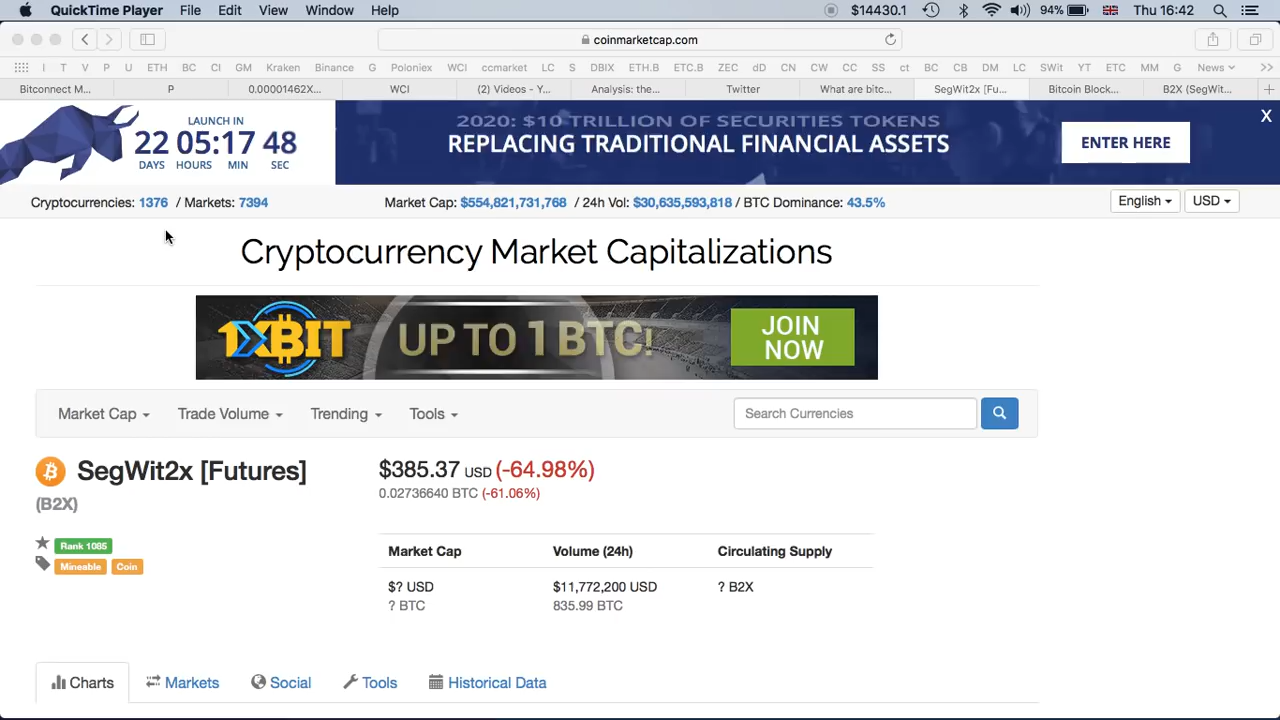 QuickTime Player File Edit View Window Help $14430.1 94% Thu 16:42
coinmarketcap.com
I T V P U ETH BC CI GM Kraken Binance G Poloniex WCI ccmarket LC S DBIX ETH.B ETC.B ZEC dd CN CW CC SS ct BC CB DM LC SWit YT ETC MM G News
Bitconnect M... P 0.00001462X... WCI (2) Videos - Y... Analysis: the... Twitter What are bitc... SegWit2x [Fu... Bitcoin Block... B2X (SegWit...
LAUNCH IN
22 05:17 48
DAYS HOURS MIN SEC
2020: $10 TRILLION OF SECURITIES TOKENS
REPLACING TRADITIONAL FINANCIAL ASSETS
ENTER HERE
X
Cryptocurrencies: 1376 / Markets: 7394 Market Cap: $554,821,731,768 / 24h Vol: $30,635,593,818 / BTC Dominance: 43.5% English USD
Cryptocurrency Market Capitalizations
1XBIT UP TO 1 BTC! JOIN
NOW
Market Cap Trade Volume Trending Tools Search Currencies
SegWit2x [Futures] $385.37 USD (-64.98%)
(B2X) 0.02736640 BTC (-61.06%)
Rank 1085
Mineable Coin
Market Cap Volume (24h) Circulating Supply
$? USD $11,772,200 USD ? B2X
? BTC 835.99 BTC
Charts Markets Social Tools Historical Data